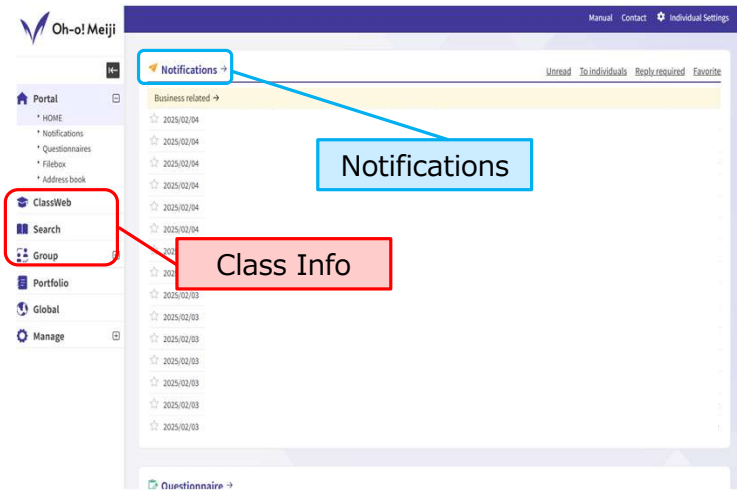 Oh-o! Meiji
Manual Contact Individual Settings
Portal
HOME
Notifications
Questionnaires
Filebox
Address book
ClassWeb
Search
Group
Portfolio
Global
Manage
Notifications →
Unread To individuals Reply required Favorite
Business related →
2025/02/04
2025/02/04
2025/02/04
2025/02/04
2025/02/04
2025/02/04
202
202
2025/02/03
2025/02/03
2025/02/03
2025/02/03
2025/02/03
2025/02/03
2025/02/03
Notifications
Class Info
Questionnaire →